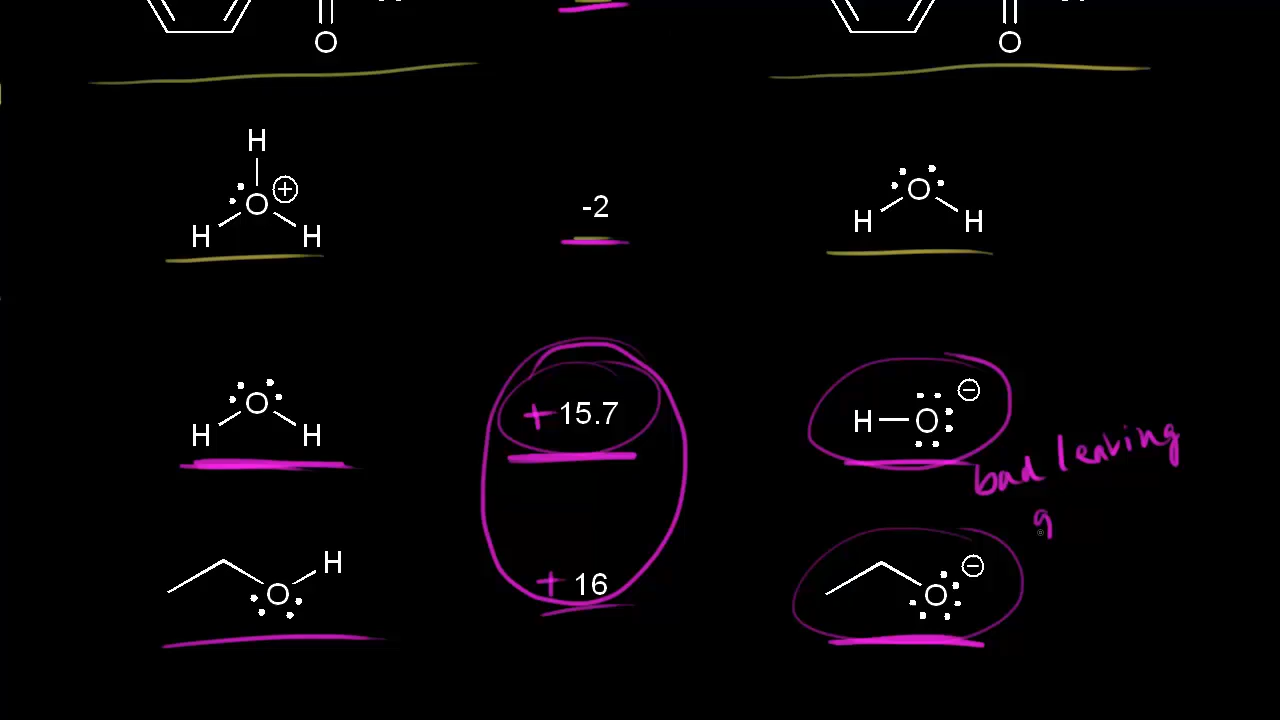 O O
H H
O +
H H
-2
O
H H
O
H H
+ 15.7
H O -
bad leaving
g
O H
+ 16
O -